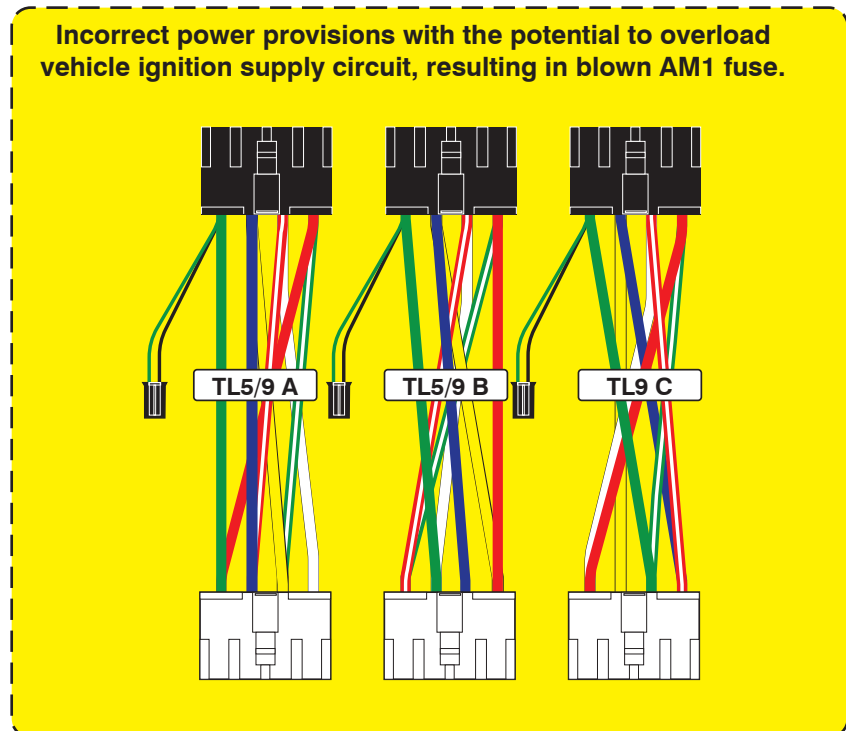 Incorrect power provisions with the potential to overload
vehicle ignition supply circuit, resulting in blown AM1 fuse.
TL5/9 A
TL5/9 B
TL9 C